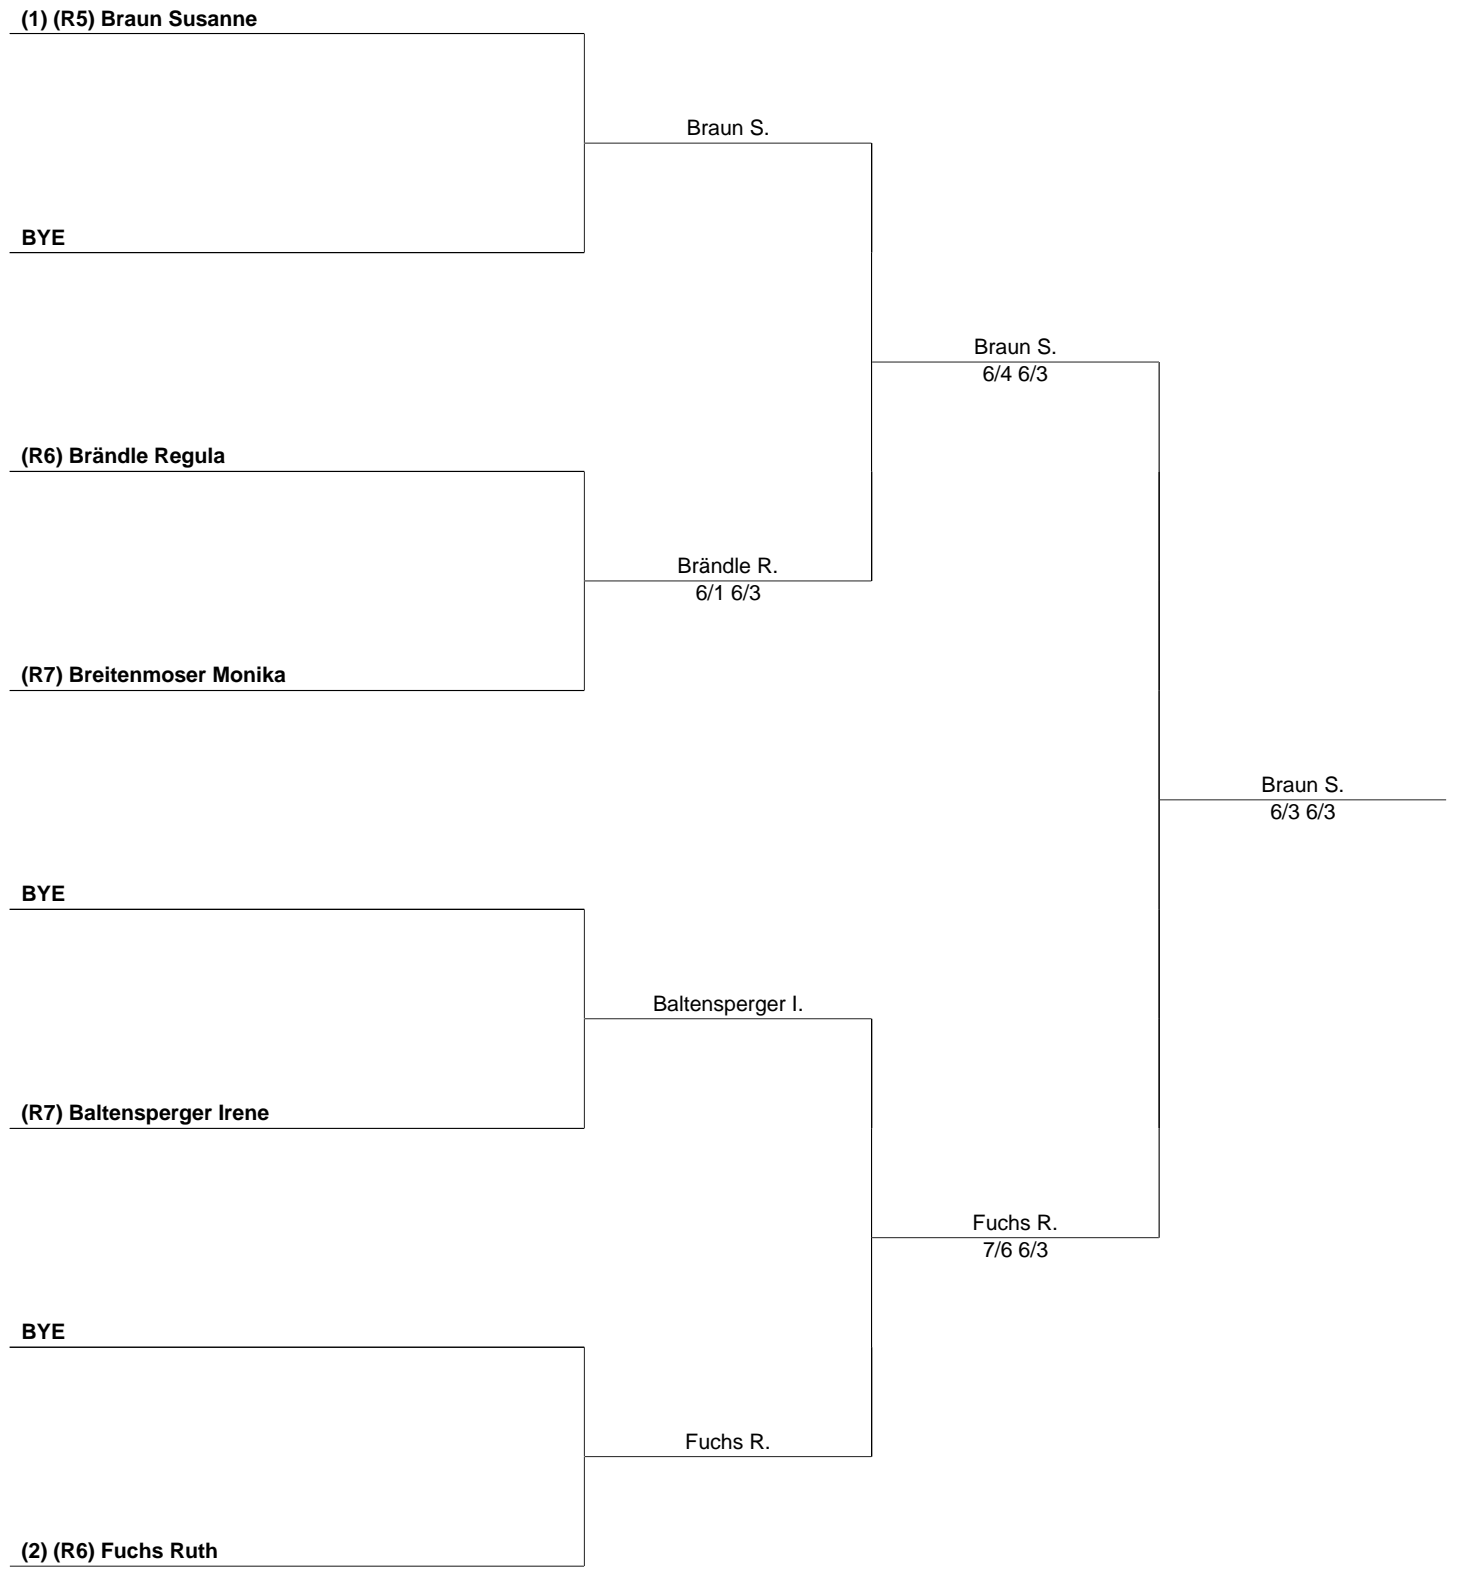 (1) (R5) Braun Susanne
Braun S.
BYE
Braun S.
6/4 6/3
(R6) Brändle Regula
Brändle R.
6/1 6/3
(R7) Breitenmoser Monika
Braun S.
6/3 6/3
BYE
Baltensperger I.
(R7) Baltensperger Irene
Fuchs R.
7/6 6/3
BYE
Fuchs R.
(2) (R6) Fuchs Ruth